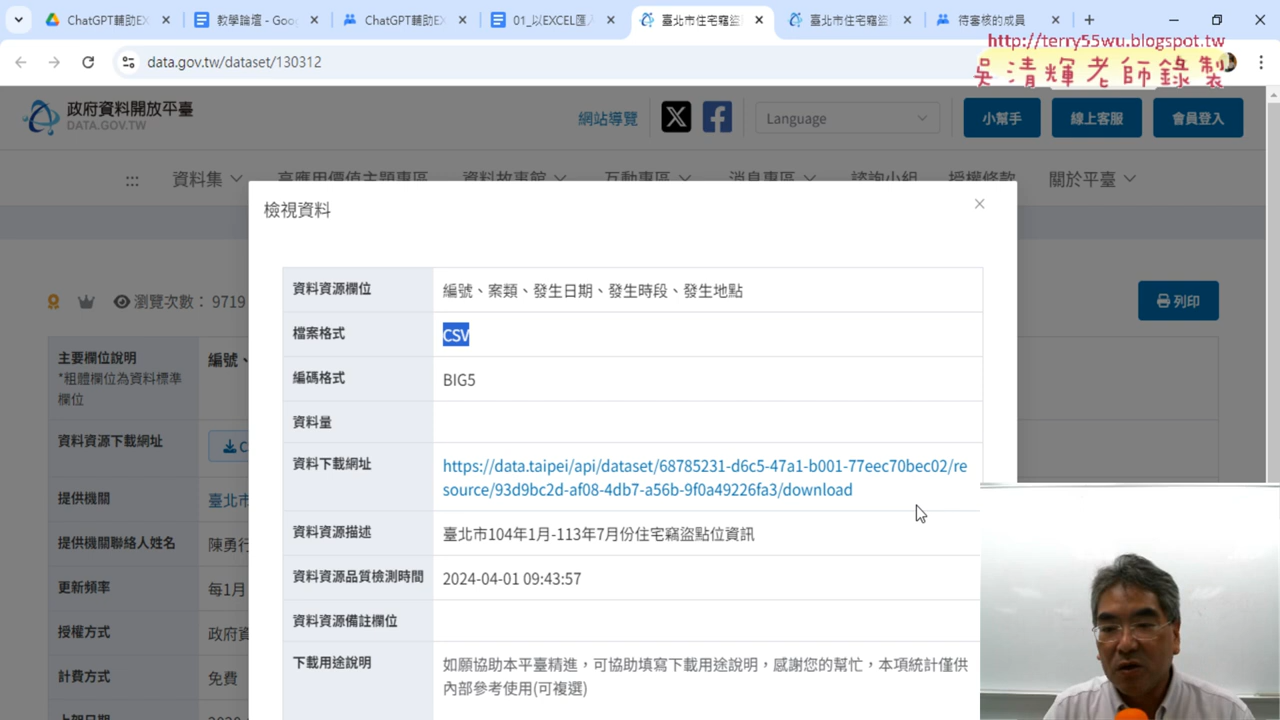 ChatGPT輔助EX
教學論壇 - Goo
ChatGPT輔助EX
01_以EXCEL匯入
臺北市住宅竊盜
臺北市住宅竊盜
待審核的成員
http://terry55wu.blogspot.tw
data.gov.tw/dataset/130312
吳清輝老師錄製
政府資料開放平臺
DATA.GOV.TW
網站導覽
Language
小幫手
線上客服
會員登入
:::
資料集
高應用價值主題專區
資料故事館
互動專區
消息專區
諮詢小組
授權條款
關於平臺
檢視資料
瀏覽次數： 9719
列印
主要欄位說明
*粗體欄位為資料標準
欄位
編號、
資料資源下載網址
C
提供機關
臺北市
提供機關聯絡人姓名
陳勇行
更新頻率
每1月
授權方式
政府資
計費方式
免費
資料資源欄位
編號、案類、發生日期、發生時段、發生地點
檔案格式
CSV
編碼格式
BIG5
資料量
資料下載網址
https://data.taipei/api/dataset/68785231-d6c5-47a1-b001-77eec70bec02/re
source/93d9bc2d-af08-4db7-a56b-9f0a49226fa3/download
資料資源描述
臺北市104年1月-113年7月份住宅竊盜點位資訊
資料資源品質檢測時間
2024-04-01 09:43:57
資料資源備註欄位
下載用途說明
如願協助本平臺精進，可協助填寫下載用途說明，感謝您的幫忙，本項統計僅供
內部參考使用(可複選)